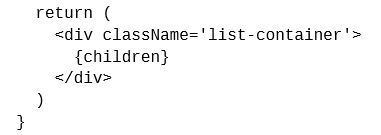 return (
    <div className='list-container'>
      {children}
    </div>
  )
}